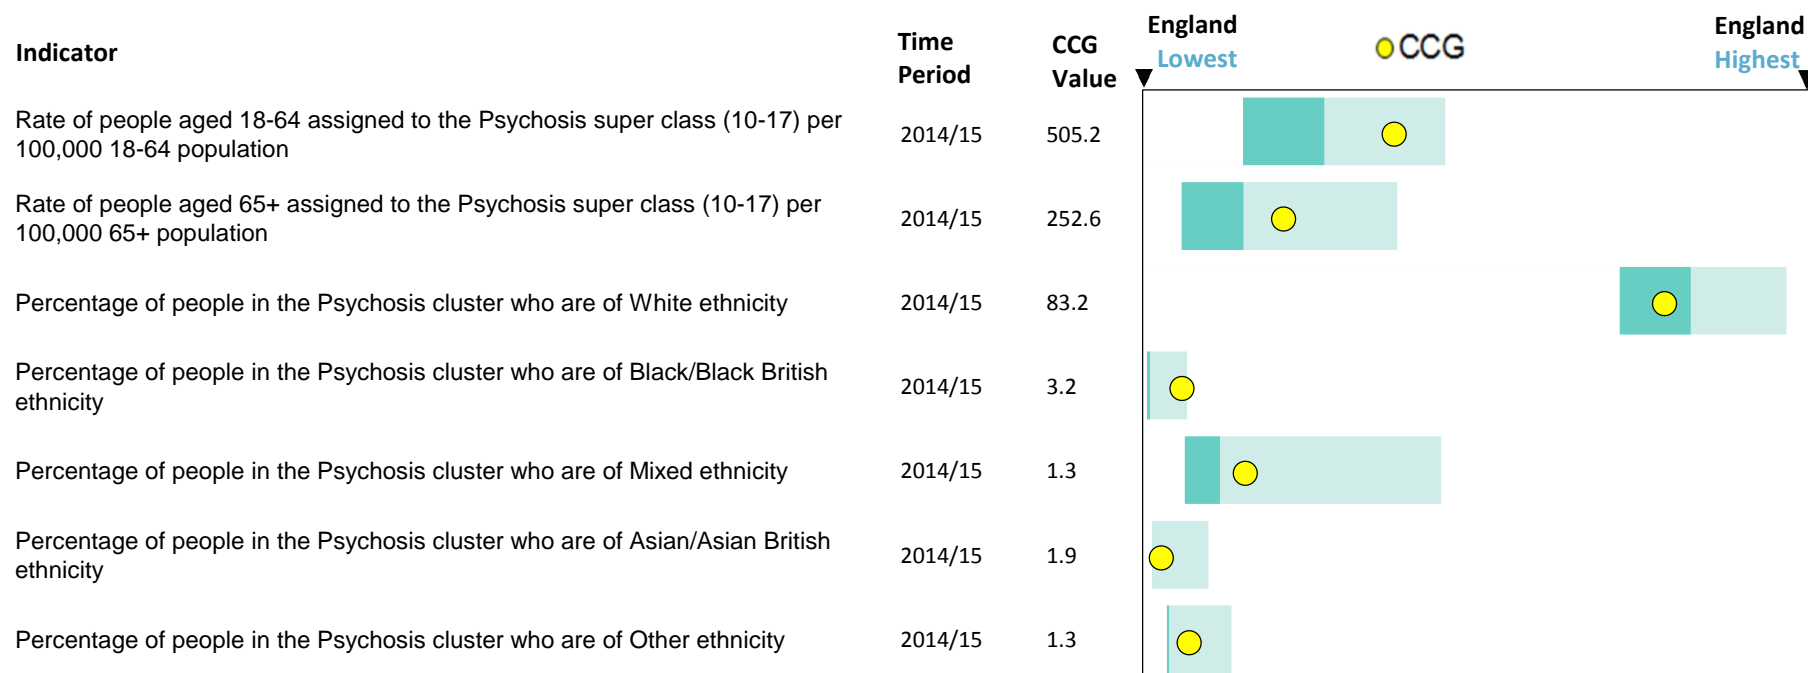 Indicator
Time
Period
CCG
Value
England
Lowest
CCG
England
Highest
Rate of people aged 18-64 assigned to the Psychosis super class (10-17) per
100,000 18-64 population
2014/15
505.2
Rate of people aged 65+ assigned to the Psychosis super class (10-17) per
100,000 65+ population
2014/15
252.6
Percentage of people in the Psychosis cluster who are of White ethnicity
2014/15
83.2
Percentage of people in the Psychosis cluster who are of Black/Black British
ethnicity
2014/15
3.2
Percentage of people in the Psychosis cluster who are of Mixed ethnicity
2014/15
1.3
Percentage of people in the Psychosis cluster who are of Asian/Asian British
ethnicity
2014/15
1.9
Percentage of people in the Psychosis cluster who are of Other ethnicity
2014/15
1.3